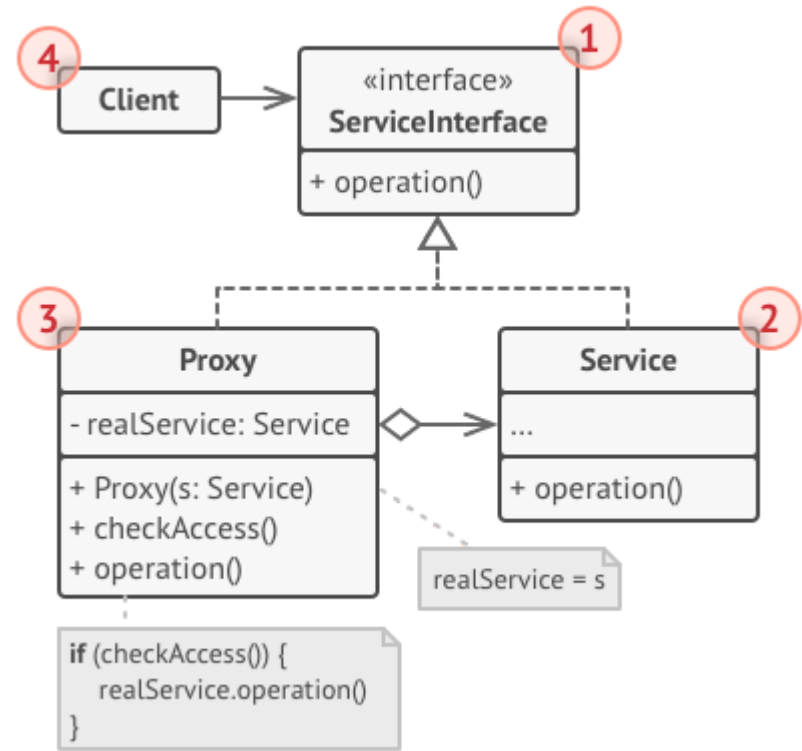 1
4
«interface»
Client
ServiceInterface
+ operation()
3
2
Proxy
Service
- realService: Service
...
+ Proxy(s: Service)
+ checkAccess()
+ operation()
+ operation()
realService = s
if (checkAccess()) {
realService.operation()
}